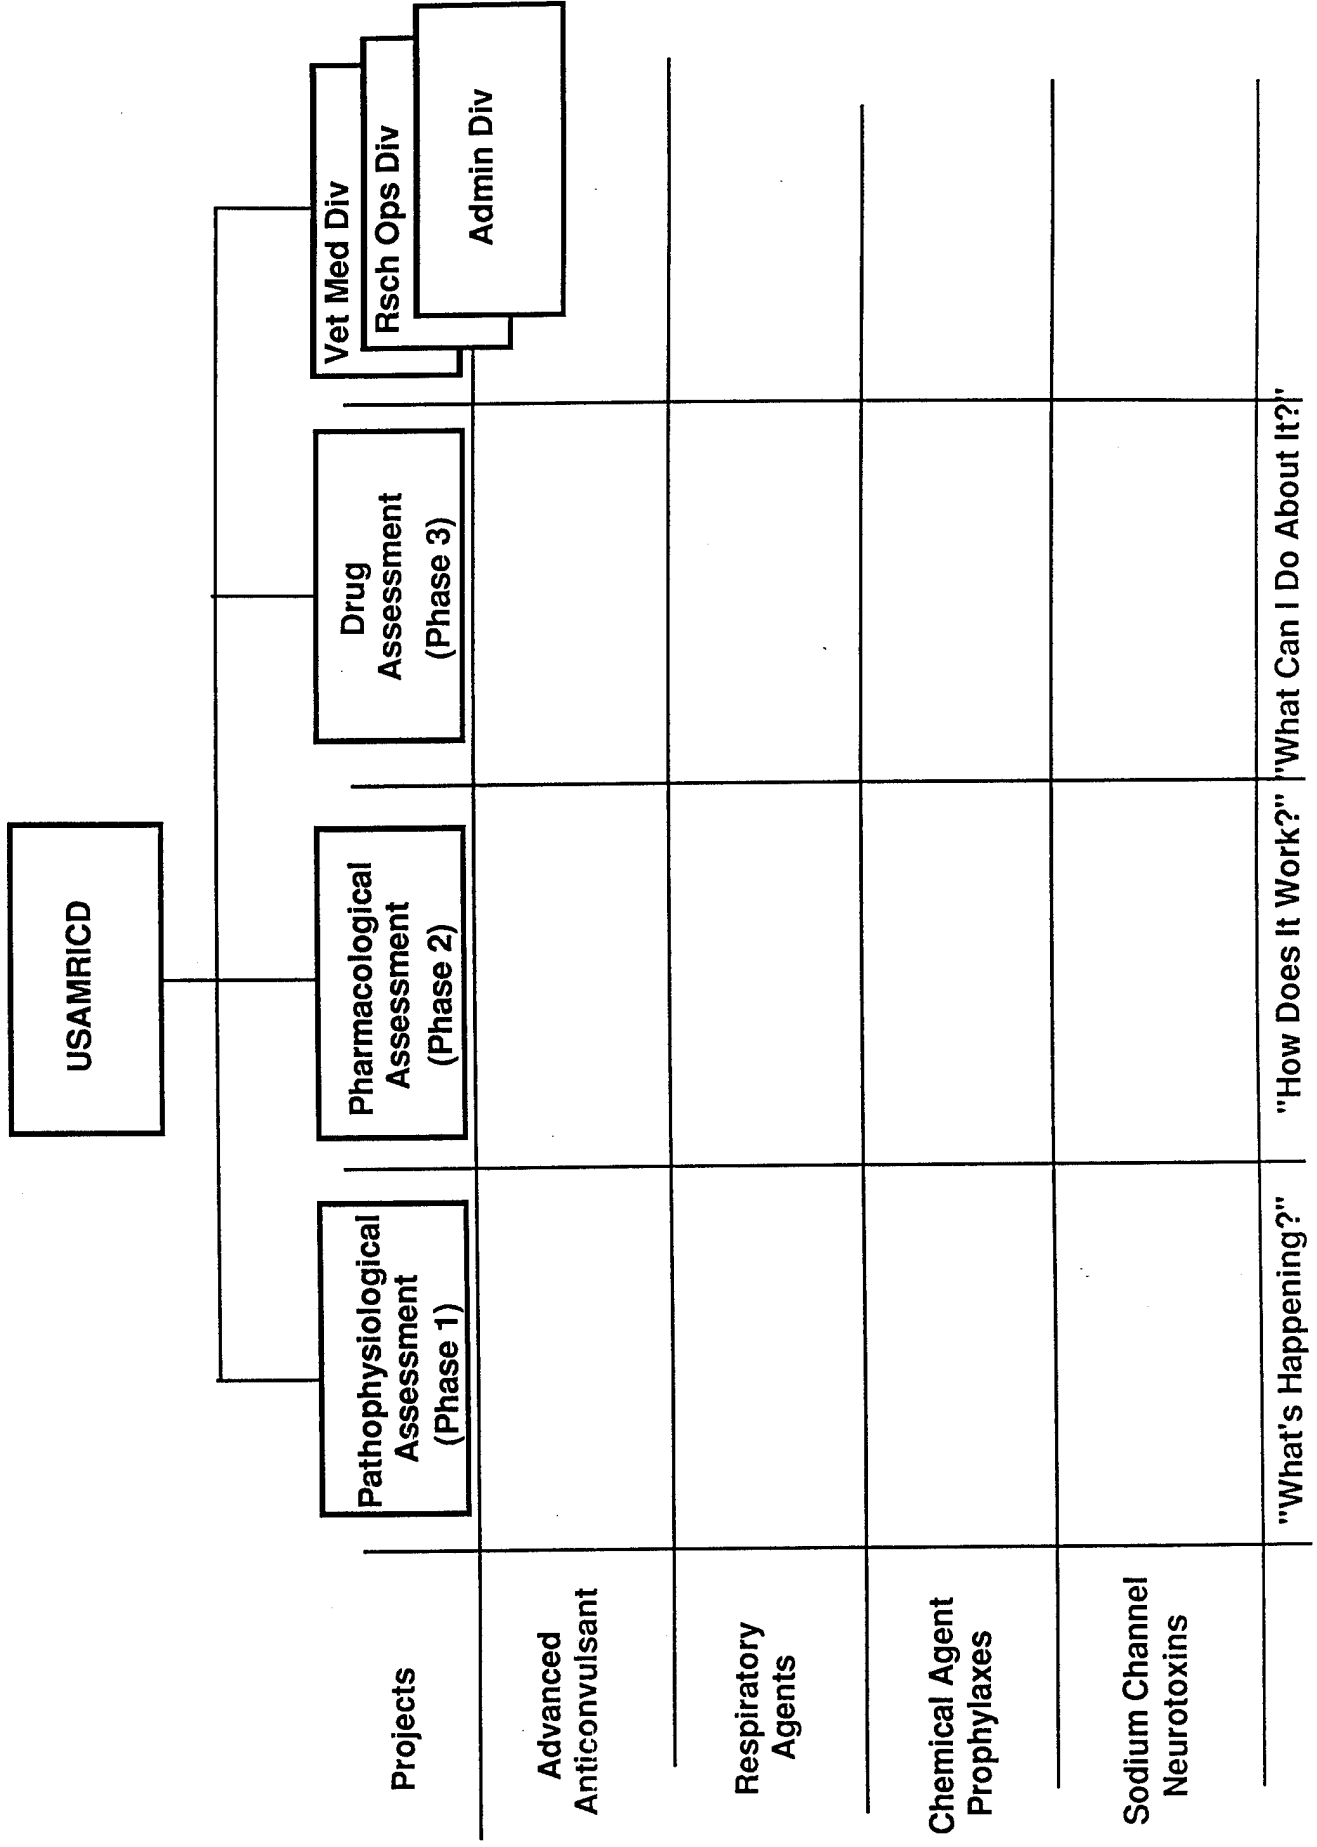 USAMRICD
Pathophysiological
Assessment
(Phase 1)
Pharmacological
Assessment
(Phase 2)
Drug
Assessment
(Phase 3)
Vet Med Div
Rsch Ops Div
Admin Div
Projects
Advanced
Anticonvulsant
Respiratory
Agents
Chemical Agent
Prophylaxes
Sodium Channel
Neurotoxins
"What's Happening?"
"How Does It Work?"
"What Can I Do About It?"